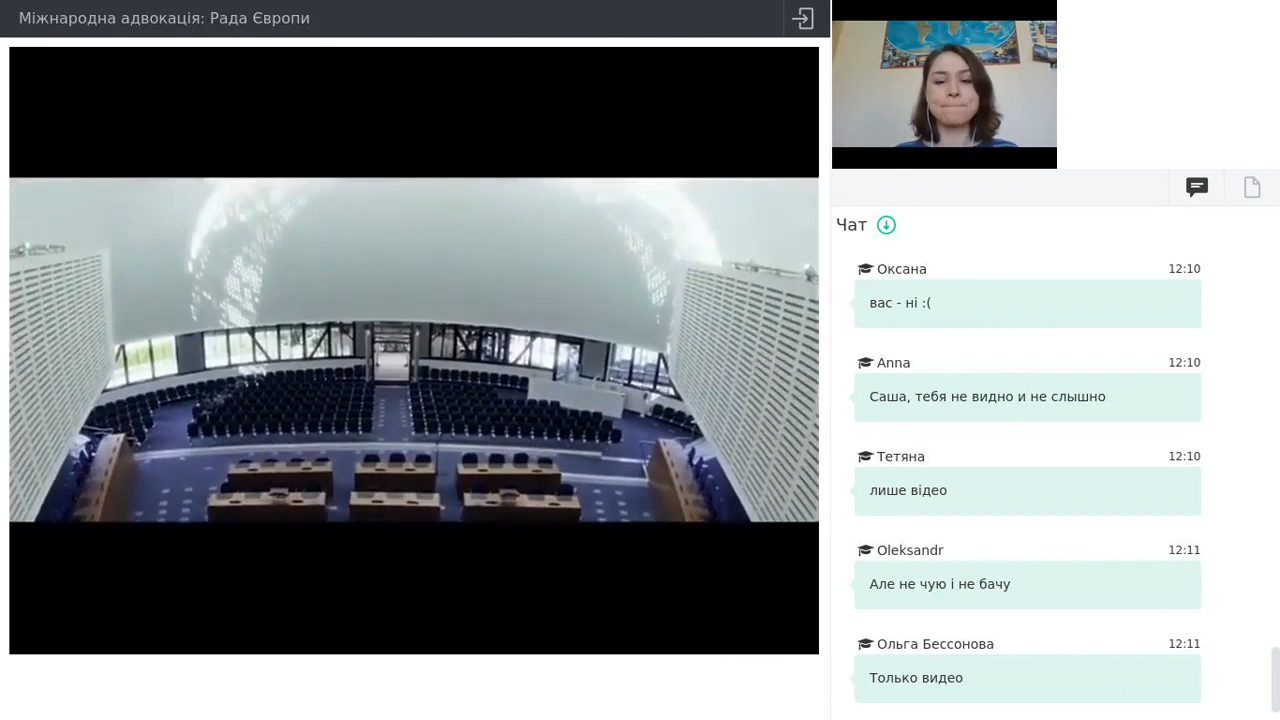 Міжнародна адвокація: Рада Європи
Чат
Оксана 12:10
вас - ні :(
Anna 12:10
Саша, тебя не видно и не слышно
Тетяна 12:10
лише відео
Oleksandr 12:11
Але не чую і не бачу
Ольга Бессонова 12:11
Только видео